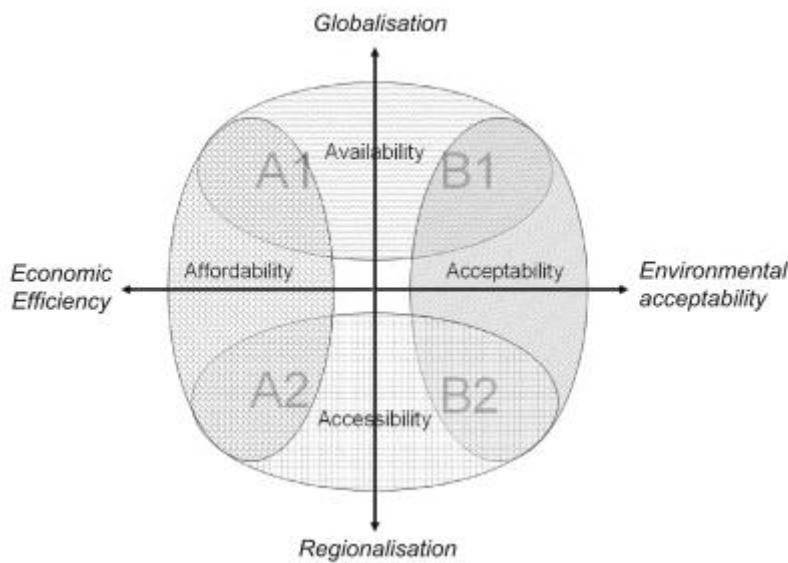 Globalisation
Availability
A1
B1
Economic
Efficiency
Affordability
Acceptability
Environmental
acceptability
A2
B2
Accessibility
Regionalisation